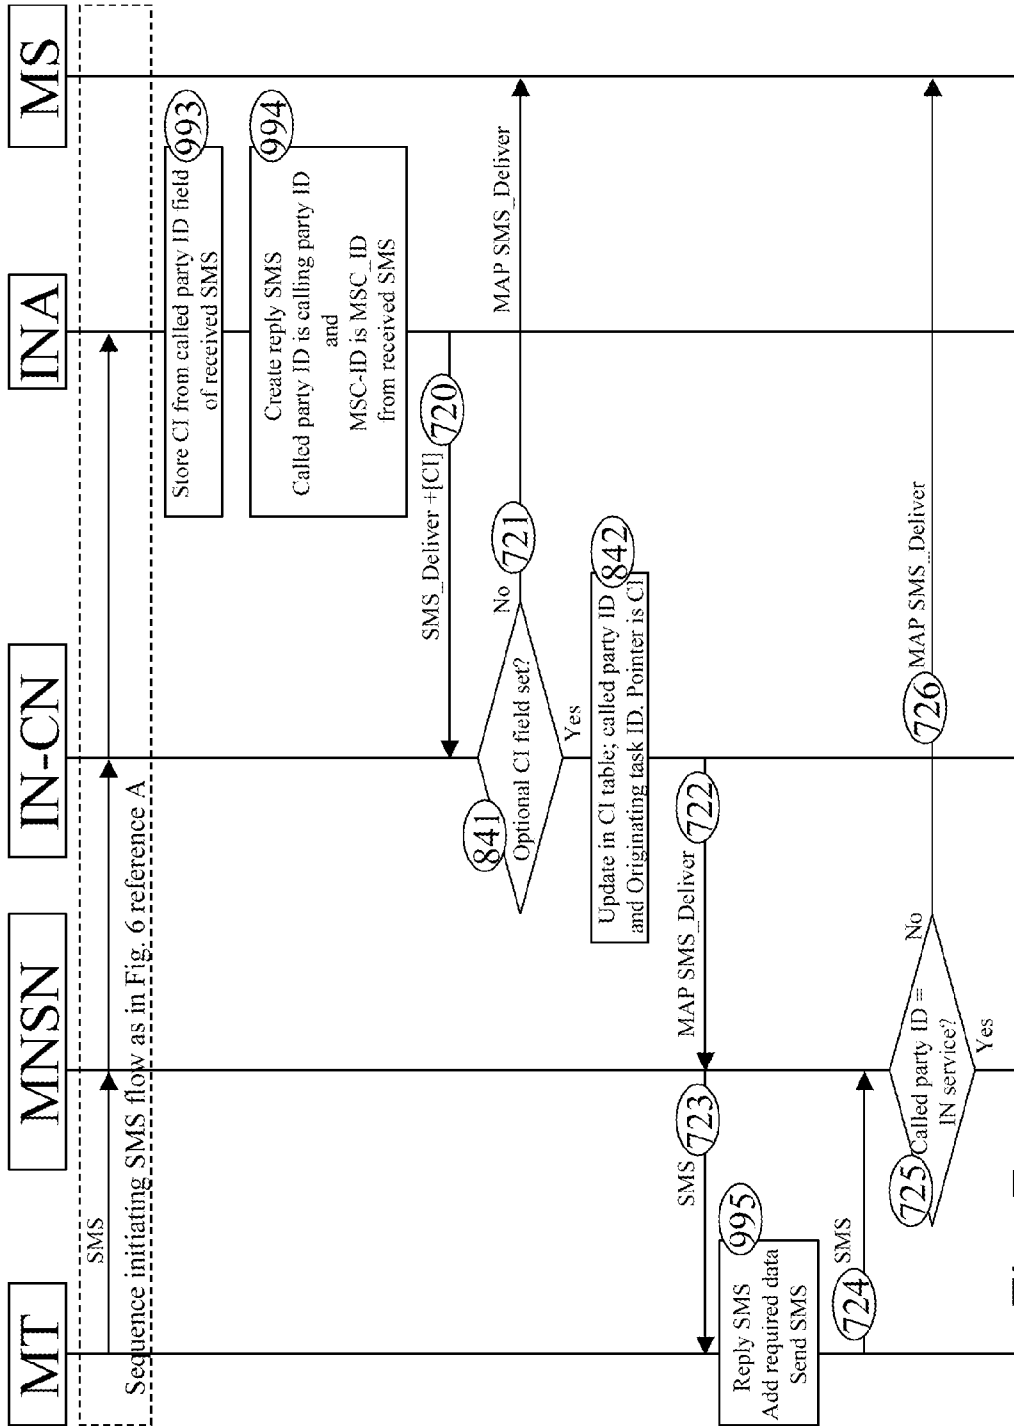 MT
MNSN
IN-CN
INA
MS
SMS
Sequence initiating SMS flow as in Fig. 6 reference A
Store CI from called party ID field
of received SMS
993
Create reply SMS
Called party ID is calling party ID
and
MSC-ID is MSC_ID
from received SMS
994
SMS_Deliver +[CI]
720
841
Optional CI field set?
No
721
MAP SMS_Deliver
Yes
Update in CI table; called party ID
and Originating task ID. Pointer is CI
842
MAP SMS_Deliver
722
SMS
723
Reply SMS
Add required data
Send SMS
995
724
SMS
725
Called party ID =
IN service?
No
726
MAP SMS_Deliver
Yes